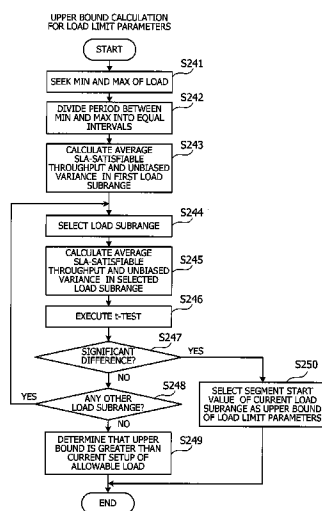 UPPER BOUND CALCULATION
FOR LOAD LIMIT PARAMETERS
START
S241
SEEK MIN AND MAX OF LOAD
S242
DIVIDE PERIOD BETWEEN
MIN AND MAX INTO EQUAL
INTERVALS
S243
CALCULATE AVERAGE
SLA-SATISFIABLE
THROUGHPUT AND UNBIASED
VARIANCE IN FIRST LOAD
SUBRANGE
S244
SELECT LOAD SUBRANGE
S245
CALCULATE AVERAGE
SLA-SATISFIABLE
THROUGHPUT AND UNBIASED
VARIANCE IN SELECTED
LOAD SUBRANGE
S246
EXECUTE t-TEST
S247
SIGNIFICANT
DIFFERENCE?
YES
NO
S248
YES
ANY OTHER
LOAD SUBRANGE?
NO
S250
SELECT SEGMENT START
VALUE OF CURRENT LOAD
SUBRANGE AS UPPER BOUND
OF LOAD LIMIT PARAMETERS
S249
DETERMINE THAT UPPER
BOUND IS GREATER THAN
CURRENT SETUP OF
ALLOWABLE LOAD
END